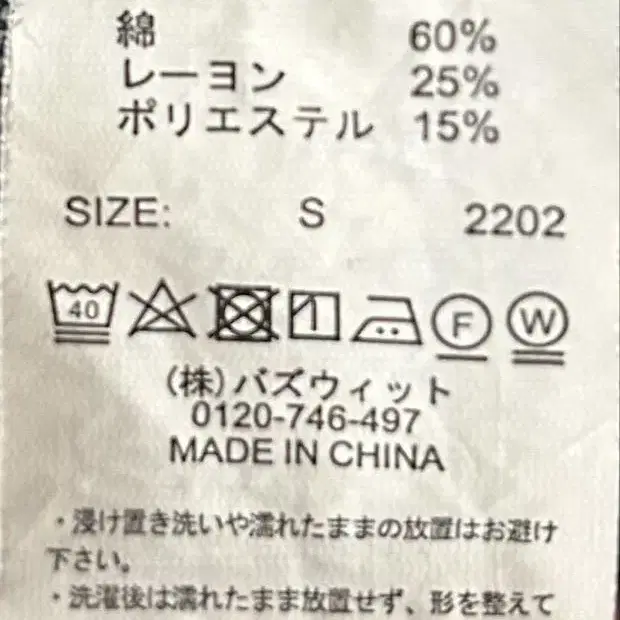 綿 60%
レーヨン 25%
ポリエステル 15%
SIZE: S 2202
40 F W
(株)バズウィット
0120-746-497
MADE IN CHINA
・浸け置き洗いや濡れたままの放置はお避け
下さい。
・洗濯後は濡れたまま放置せず、形を整えて